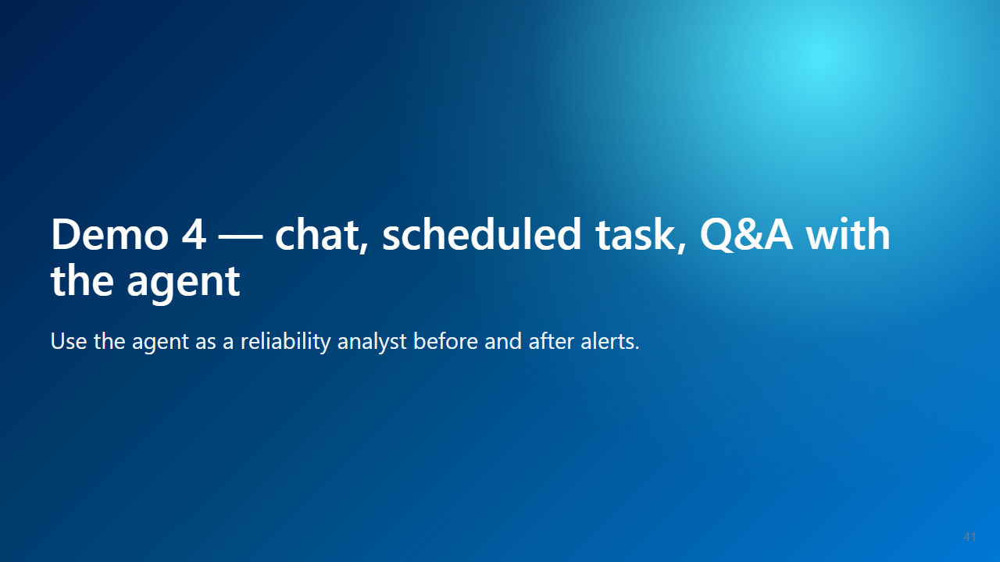 Demo 4 — chat, scheduled task, Q&A with
the agent
Use the agent as a reliability analyst before and after alerts.
41